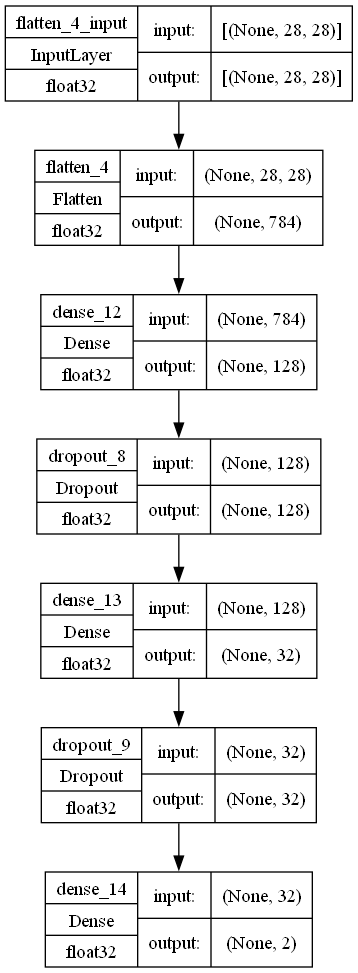 flatten_4_input
InputLayer
float32
input:
[(None, 28, 28)]
output:
[(None, 28, 28)]
flatten_4
Flatten
float32
input:
(None, 28, 28)
output:
(None, 784)
dense_12
Dense
float32
input:
(None, 784)
output:
(None, 128)
dropout_8
Dropout
float32
input:
(None, 128)
output:
(None, 128)
dense_13
Dense
float32
input:
(None, 128)
output:
(None, 32)
dropout_9
Dropout
float32
input:
(None, 32)
output:
(None, 32)
dense_14
Dense
float32
input:
(None, 32)
output:
(None, 2)